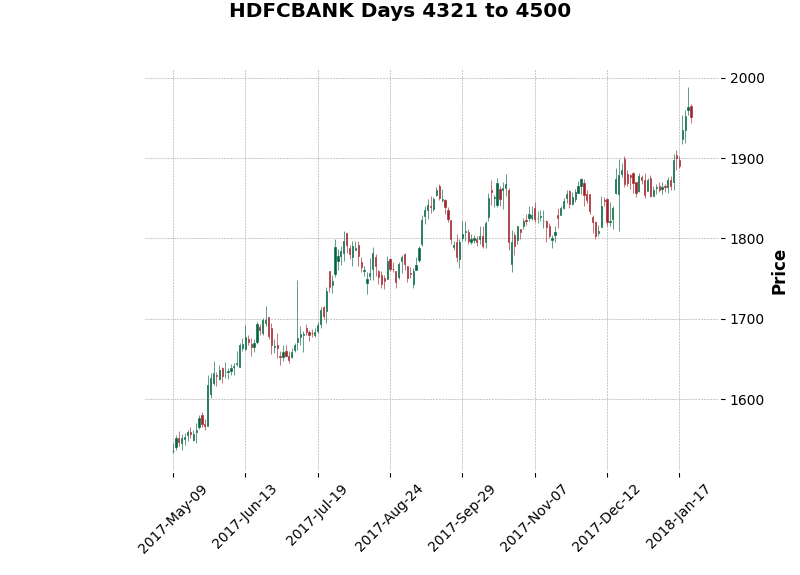 HDFCBANK Days 4321 to 4500
2000
1900
1800
1700
1600
Price
2017-May-09
2017-Jun-13
2017-Jul-19
2017-Aug-24
2017-Sep-29
2017-Nov-07
2017-Dec-12
2018-Jan-17